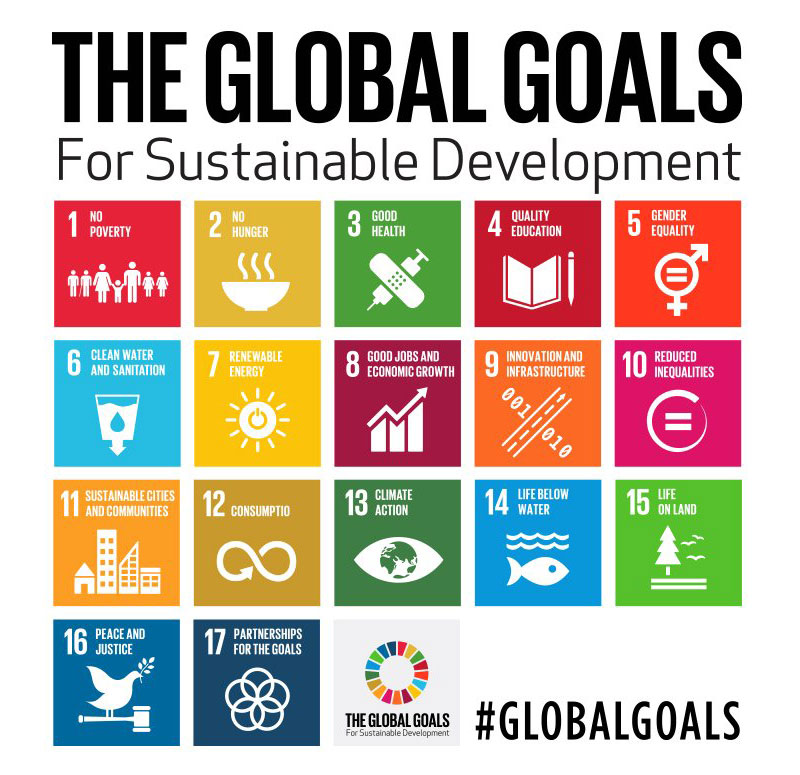 THE GLOBAL GOALS
For Sustainable Development
1 NO
POVERTY
2 NO
HUNGER
3 GOOD
HEALTH
4 QUALITY
EDUCATION
5 GENDER
EQUALITY
6 CLEAN WATER
AND SANITATION
7 RENEWABLE
ENERGY
8 GOOD JOBS AND
ECONOMIC GROWTH
9 INNOVATION AND
INFRASTRUCTURE
001
010
10 REDUCED
INEQUALITIES
11 SUSTAINABLE CITIES
AND COMMUNITIES
12 CONSUMPTIO
13 CLIMATE
ACTION
14 LIFE BELOW
WATER
15 LIFE
ON LAND
16 PEACE AND
JUSTICE
17 PARTNERSHIPS
FOR THE GOALS
THE GLOBAL GOALS
For Sustainable Development
#GLOBALGOALS